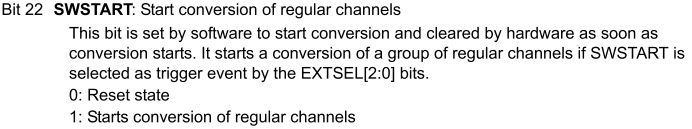 Bit 22 SWSTART: Start conversion of regular channels
This bit is set by software to start conversion and cleared by hardware as soon as
conversion starts. It starts a conversion of a group of regular channels if SWSTART is
selected as trigger event by the EXTSEL[2:0] bits.
0: Reset state
1: Starts conversion of regular channels